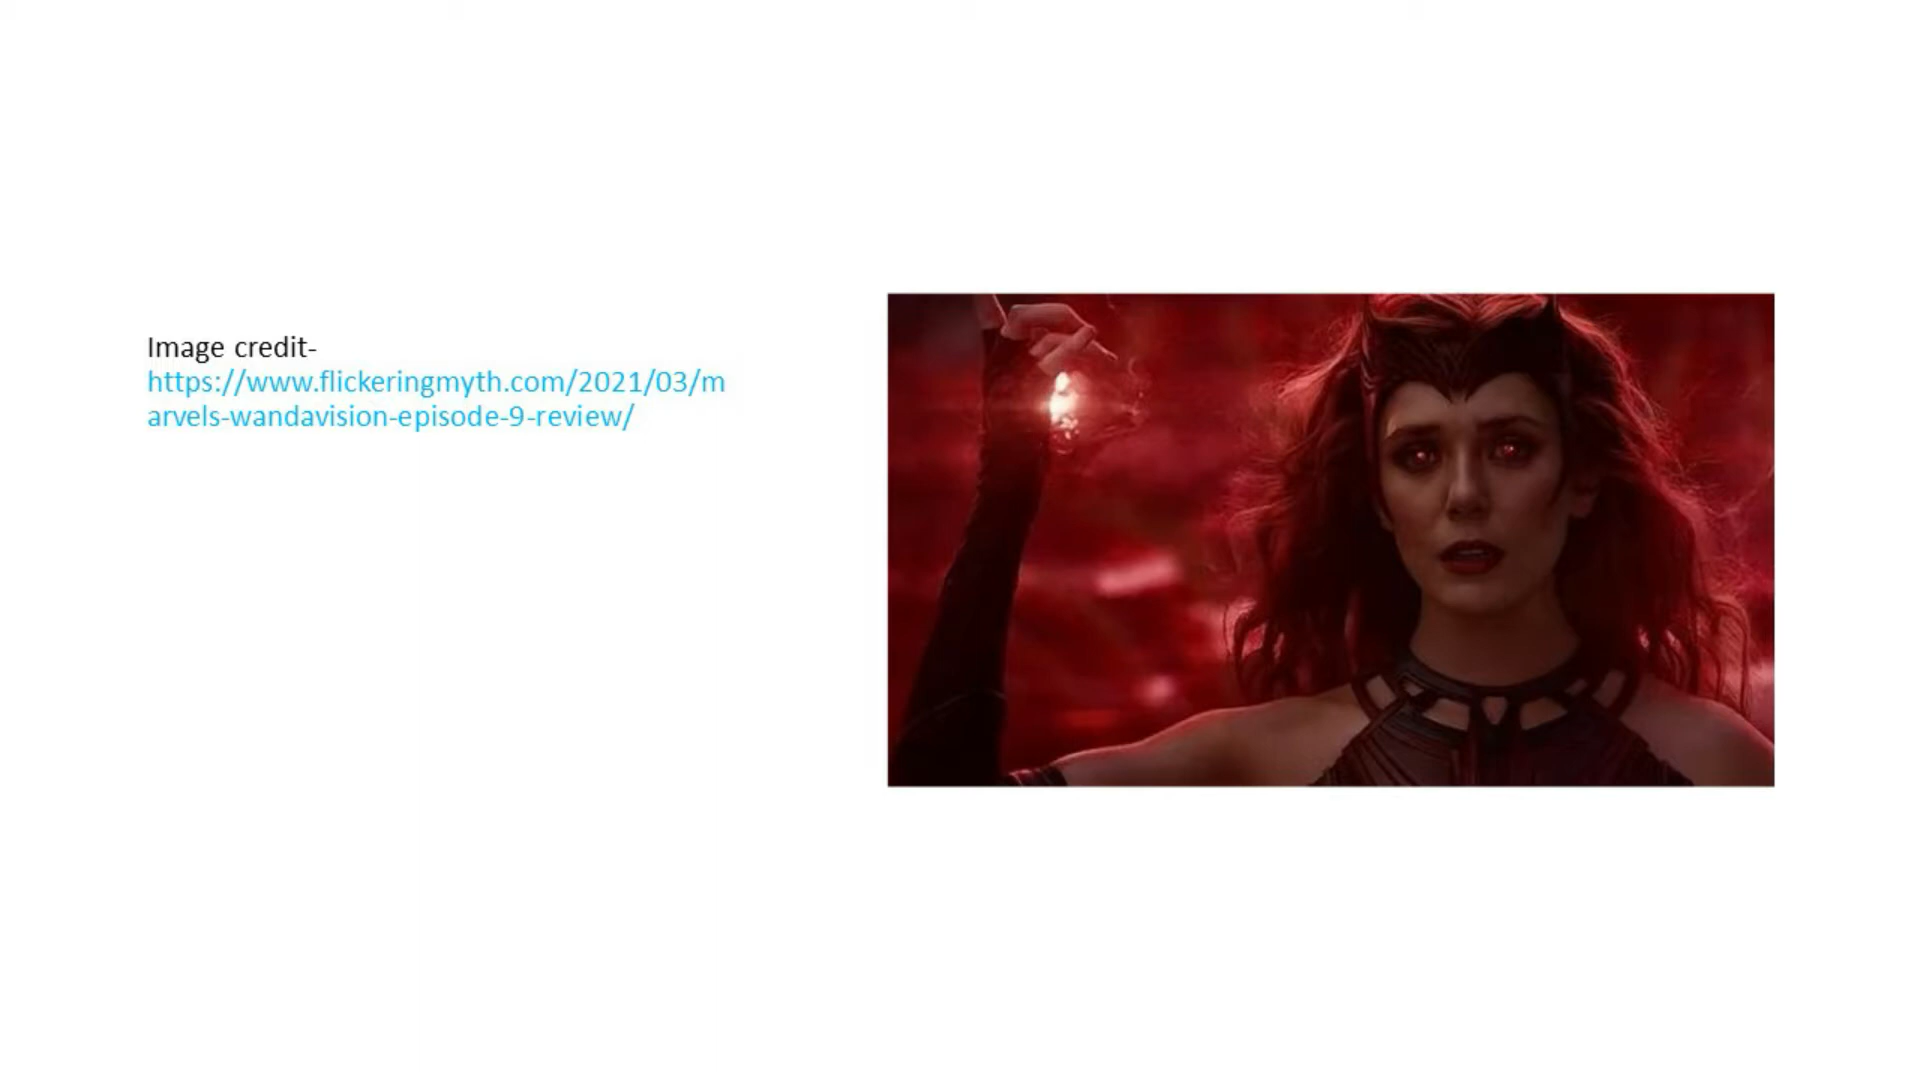 Image credit-
https://www.flickeringmyth.com/2021/03/m
arvels-wandavision-episode-9-review/